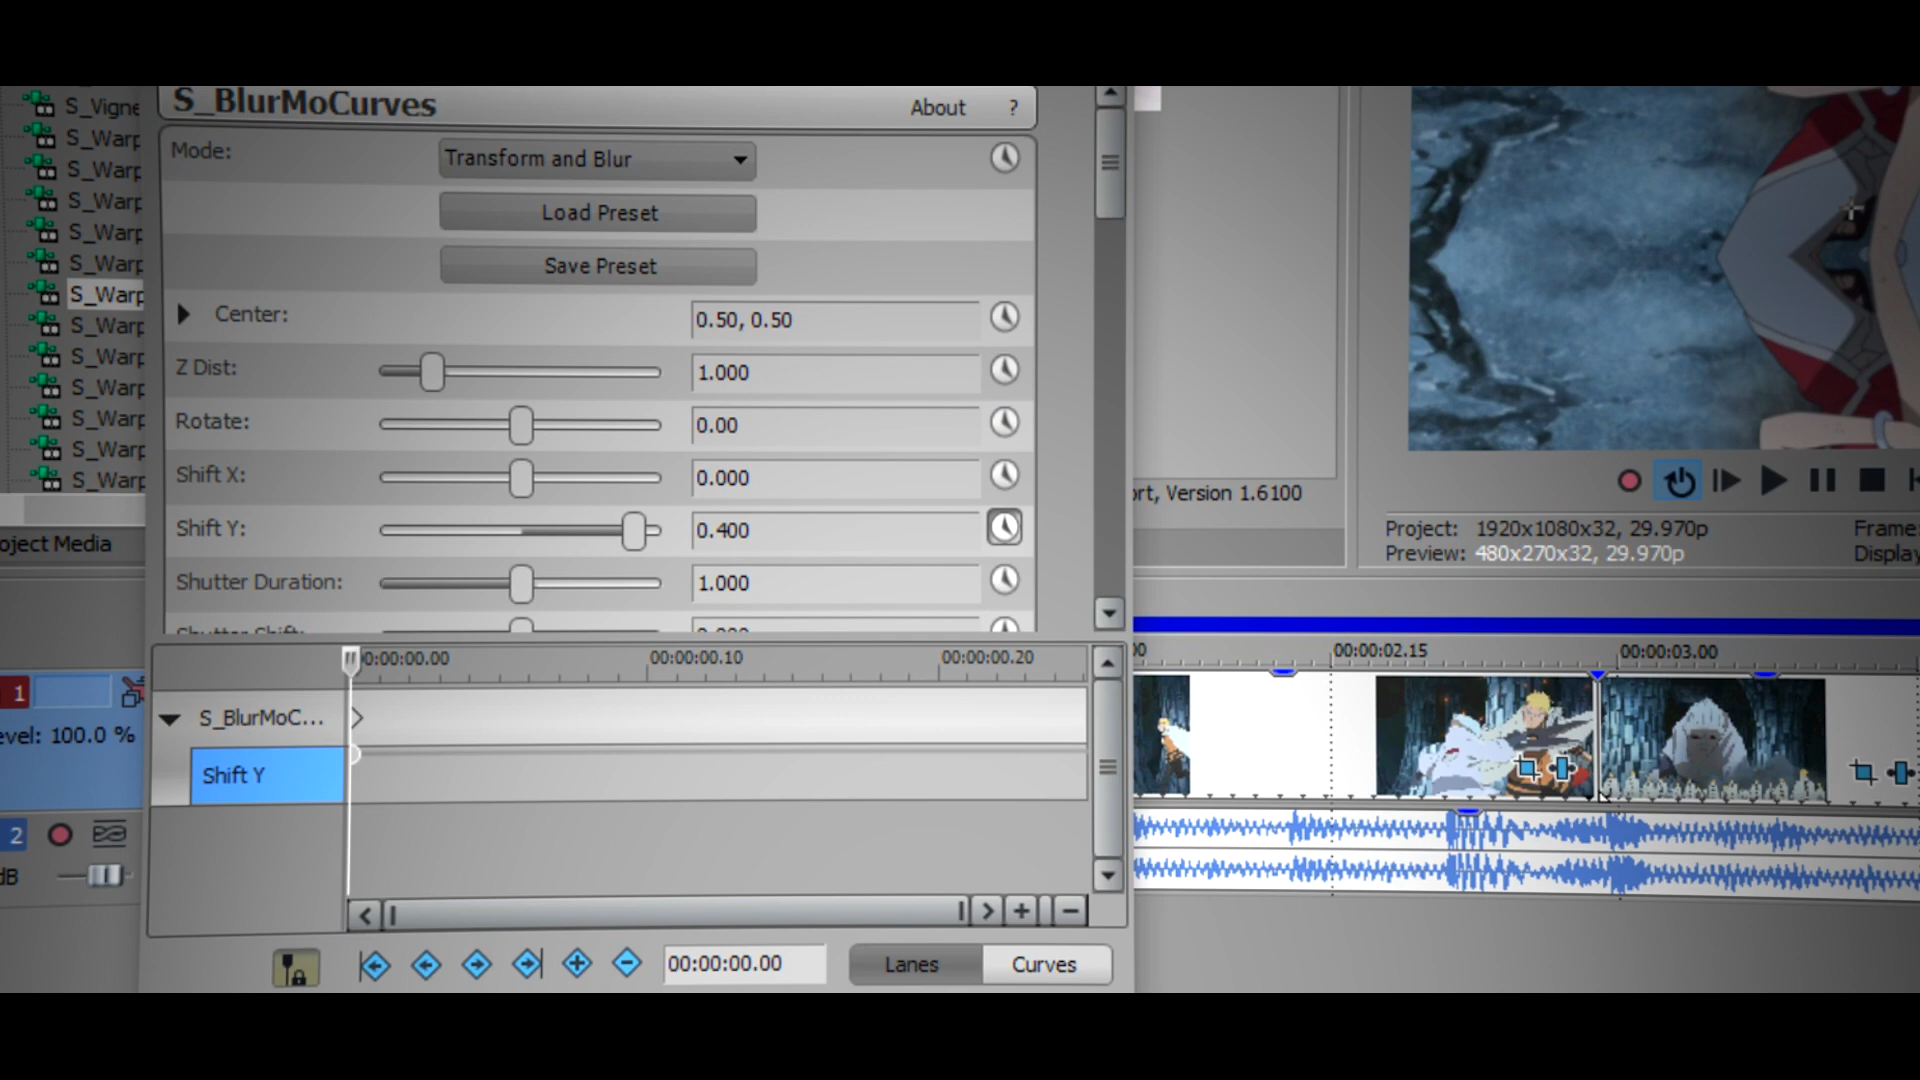 S_BlurMoCurves
About
?
S_Vigne
Mode:
Transform and Blur
S_Warp
S_Warp
Load Preset
S_Warp
S_Warp
Save Preset
S_Warp
S_Warp
Center:
0.50, 0.50
S_Warp
S_Warp
Z Dist:
1.000
S_Warp
S_Warp
Rotate:
0.00
S_Warp
S_Warp
Shift X:
0.000
ort, Version 1.6100
Shift Y:
0.400
Project: 1920x1080x32, 29.970p
Frame:
oject Media
Preview: 480x270x32, 29.970p
Display
Shutter Duration:
1.000
00:00:00.00
00:00:00.10
00:00:00.20
00
00:00:02.15
00:00:03.00
1
S_BlurMoC...
evel: 100.0 %
Shift Y
2
dB
00:00:00.00
Lanes
Curves